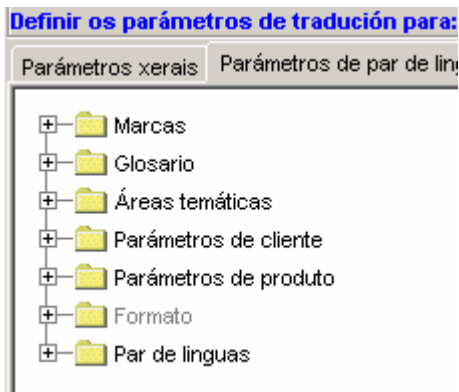 Definir os parámetros de tradución para:
Parámetros xerais Parámetros de par de
Marcas
Glosario
Áreas temáticas
Parámetros de cliente
Parámetros de produto
Formato
Par de linguas